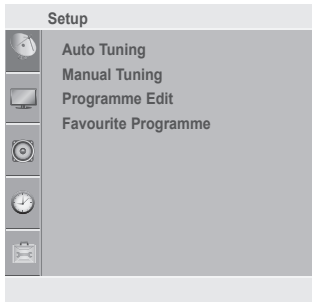 Setup
Auto Tuning
Manual Tuning
Programme Edit
Favourite Programme